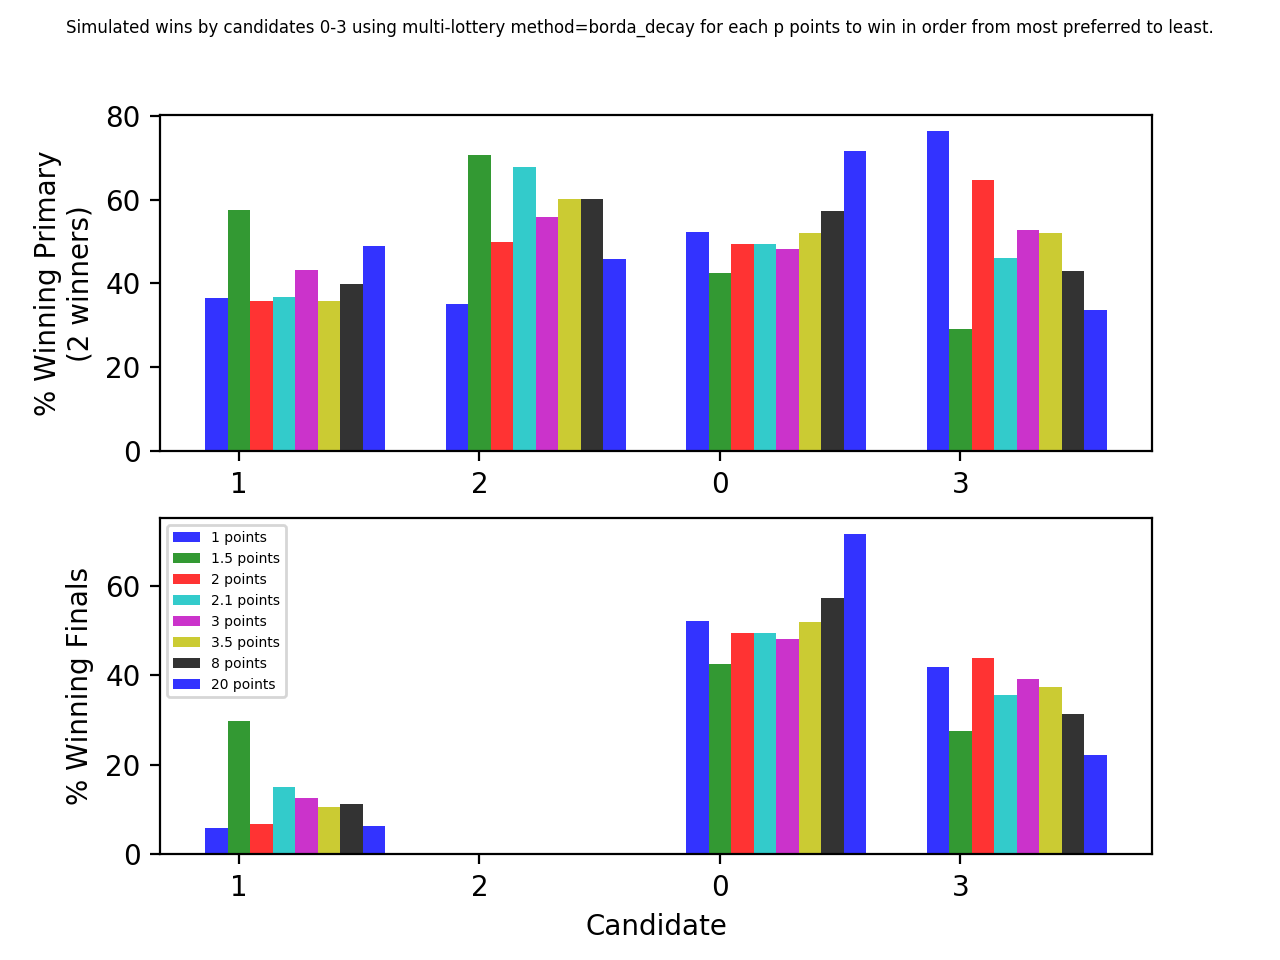 Simulated wins by candidates 0-3 using multi-lottery method=borda_decay for each p points to win in order from most preferred to least.
% Winning Primary
(2 winners)
80
60
40
20
0
1 2 0 3
% Winning Finals
60
40
20
0
1 points
1.5 points
2 points
2.1 points
3 points
3.5 points
8 points
20 points
1 2 0 3
Candidate